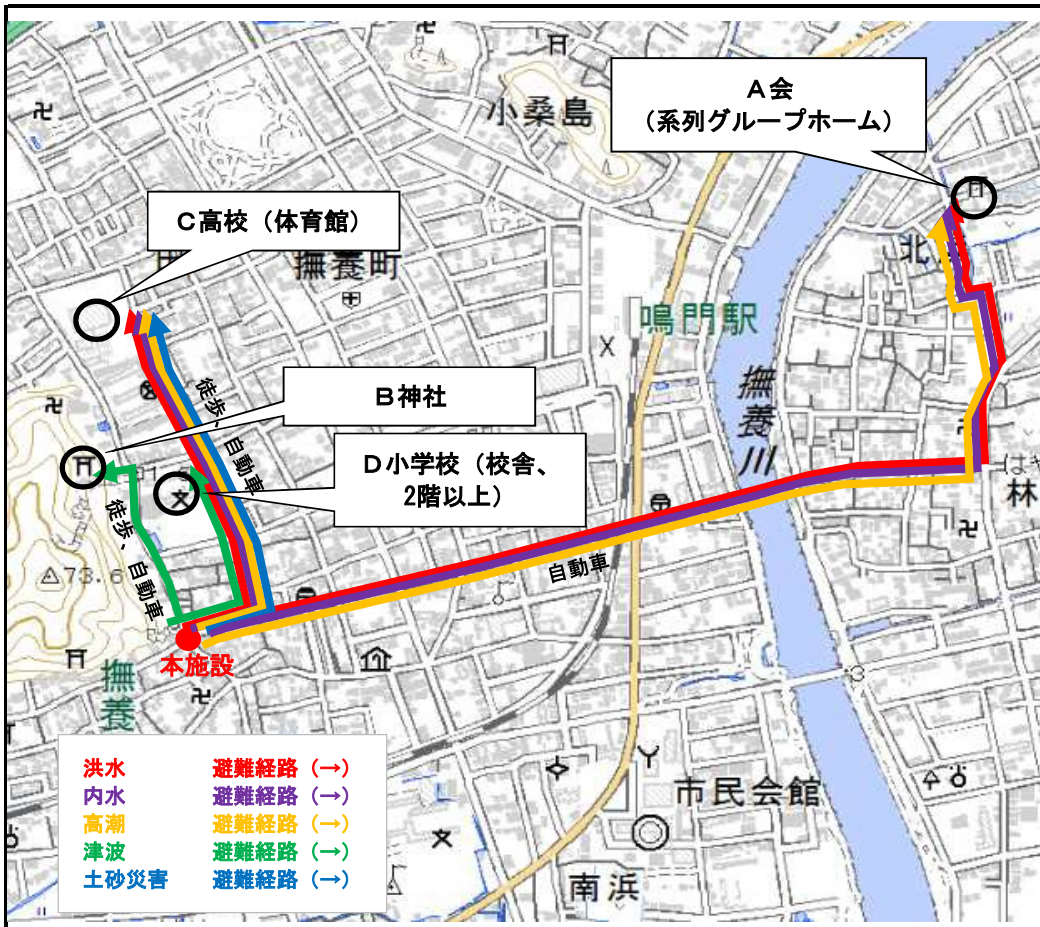 小桑島
A会
(系列グループホーム)
C高校(体育館)
撫養町
鳴門駅
B神社
D小学校(校舎、
2階以上)
撫養川
徒歩、自動車
徒歩、自動車
73.6
自動車
林
本施設
撫養
市民会館
南浜
洪水 避難経路(→)
内水 避難経路(→)
高潮 避難経路(→)
津波 避難経路(→)
土砂災害 避難経路(→)